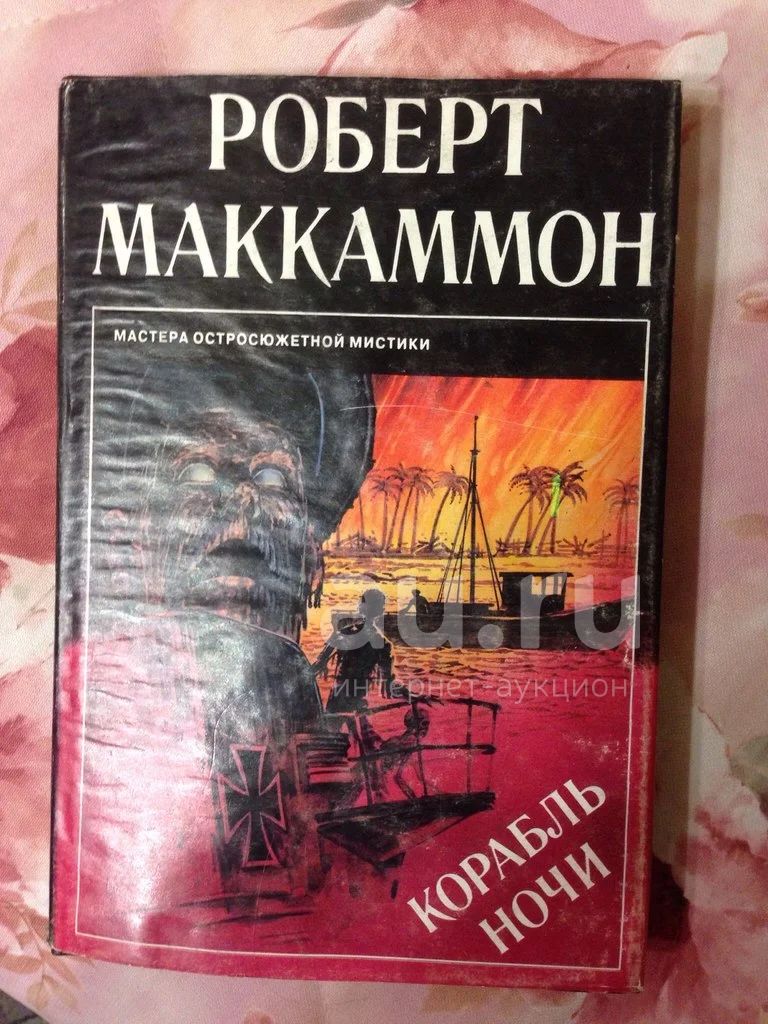 РОБЕРТ
МАККАММОН
МАСТЕРА ОСТРОСЮЖЕТНОЙ МИСТИКИ
au.ru
интернет-аукцион
КОРАБЛЬ
НОЧИ